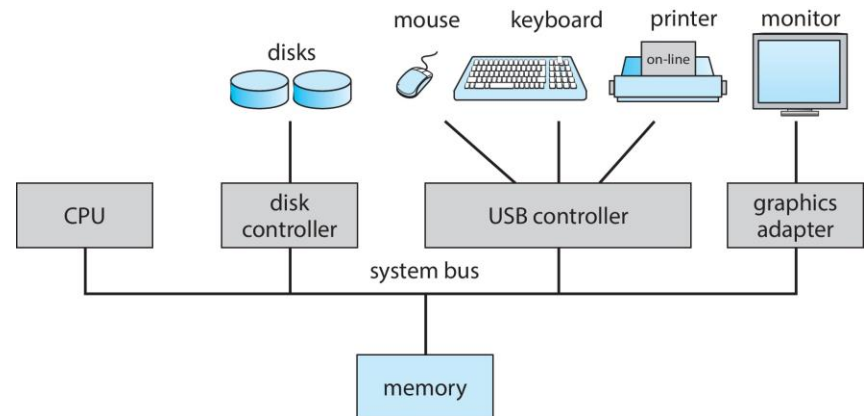 mouse
keyboard
printer
monitor
disks
on-line
CPU
disk
controller
USB controller
graphics
adapter
system bus
memory